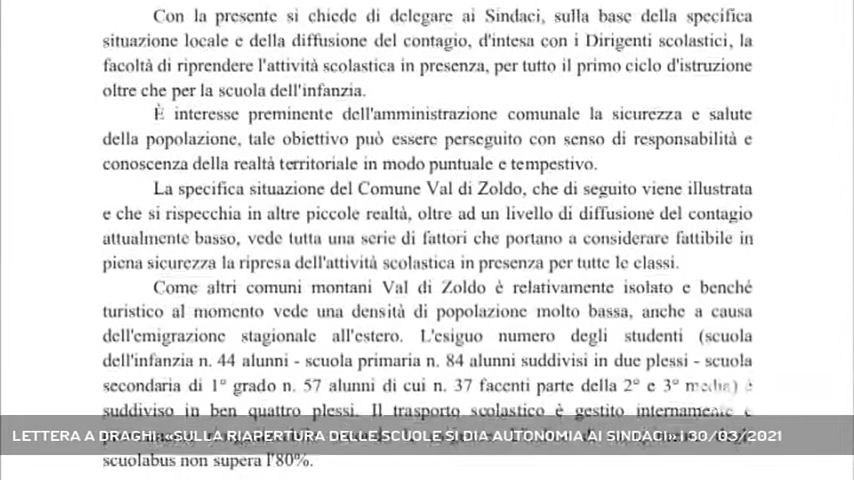 Con la presente si chiede di delegare ai Sindaci, sulla base della specifica
situazione locale e della diffusione del contagio, d'intesa con i Dirigenti scolastici, la
facoltà di riprendere l'attività scolastica in presenza, per tutto il primo ciclo d'istruzione
oltre che per la scuola dell'infanzia.
È interesse preminente dell'amministrazione comunale la sicurezza e salute
della popolazione, tale obiettivo può essere perseguito con senso di responsabilità e
conoscenza della realtà territoriale in modo puntuale e tempestivo.
La specifica situazione del Comune Val di Zoldo, che di seguito viene illustrata
e che si rispecchia in altre piccole realtà, oltre ad un livello di diffusione del contagio
attualmente basso, vede tutta una serie di fattori che portano a considerare fattibile in
piena sicurezza la ripresa dell'attività scolastica in presenza per tutte le classi.
Come altri comuni montani Val di Zoldo è relativamente isolato e benché
turistico al momento vede una densità di popolazione molto bassa, anche a causa
dell'emigrazione stagionale all'estero. L'esiguo numero degli studenti (scuola
dell'infanzia n. 44 alunni - scuola primaria n. 84 alunni suddivisi in due plessi - scuola
secondaria di 1° grado n. 57 alunni di cui n. 37 facenti parte della 2° e 3° media) è
suddiviso in ben quattro plessi. Il trasporto scolastico è gestito internamente e
LETTERA A DRAGHI: «SULLA RIAPERTURA DELLE SCUOLE SI DIA AUTONOMIA AI SINDACI» | 30/03/2021
scuolabus non supera l'80%.